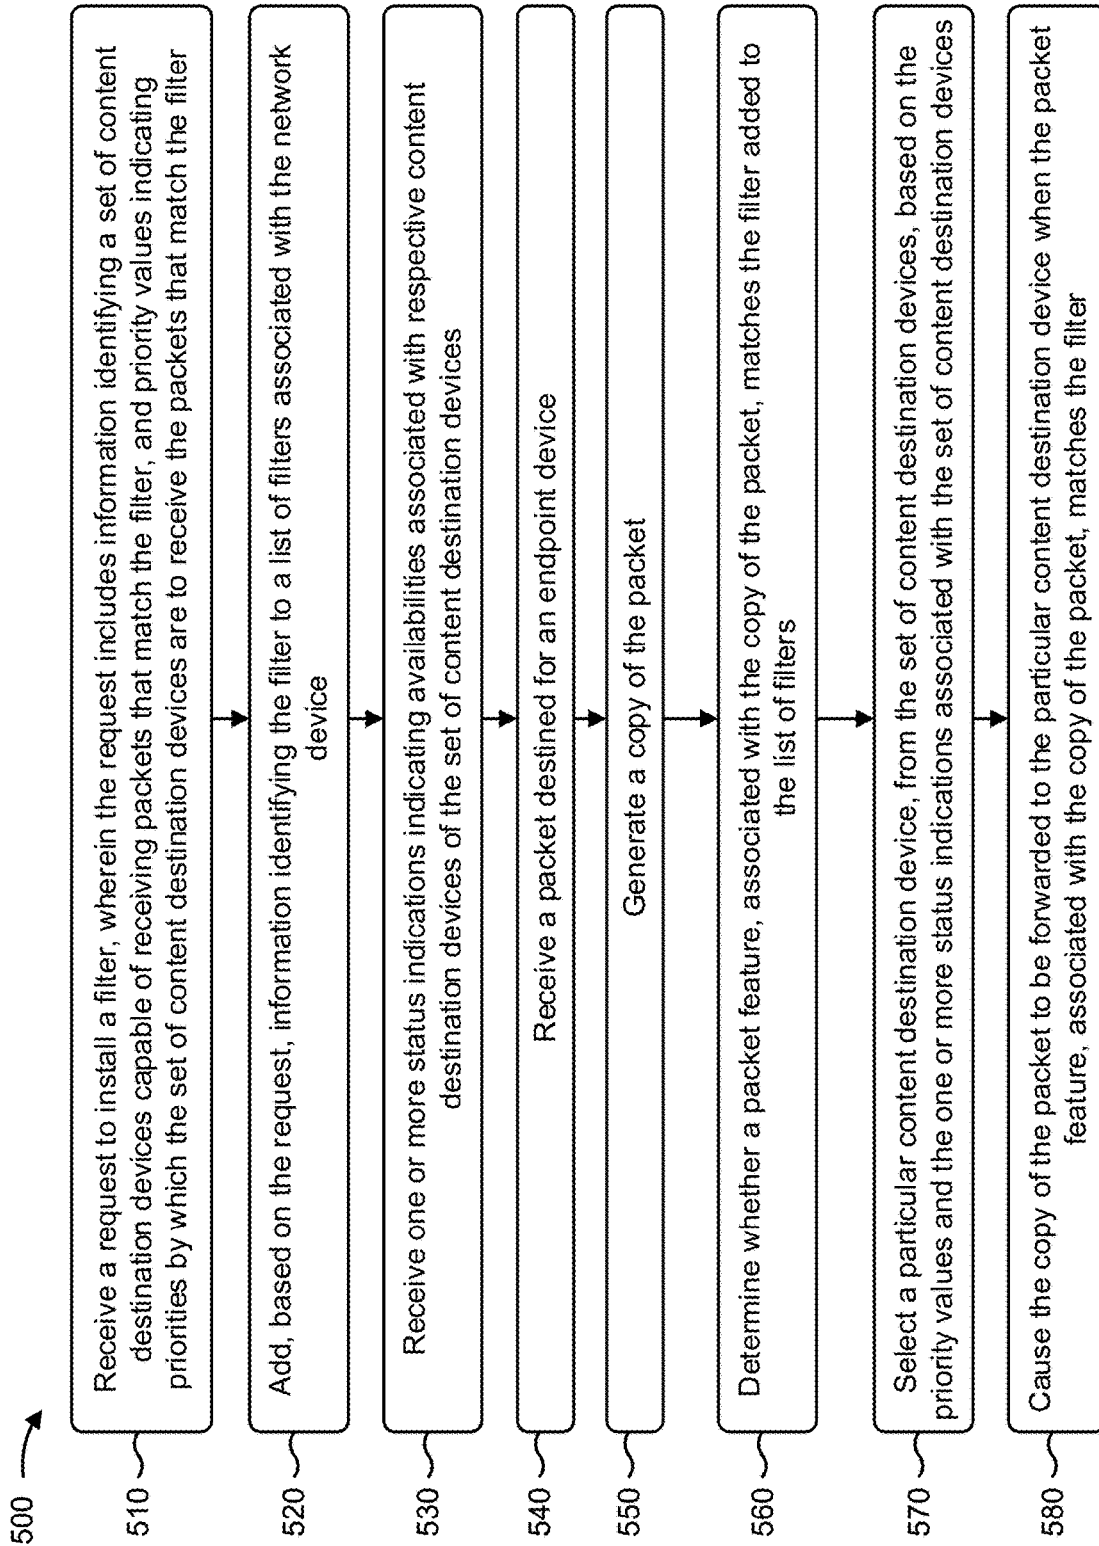 500
510
Receive a request to install a filter, wherein the request includes information identifying a set of content
destination devices capable of receiving packets that match the filter, and priority values indicating
priorities by which the set of content destination devices are to receive the packets that match the filter
520
Add, based on the request, information identifying the filter to a list of filters associated with the network
device
530
Receive one or more status indications indicating availabilities associated with respective content
destination devices of the set of content destination devices
540
Receive a packet destined for an endpoint device
550
Generate a copy of the packet
560
Determine whether a packet feature, associated with the copy of the packet, matches the filter added to
the list of filters
570
Select a particular content destination device, from the set of content destination devices, based on the
priority values and the one or more status indications associated with the set of content destination devices
580
Cause the copy of the packet to be forwarded to the particular content destination device when the packet
feature, associated with the copy of the packet, matches the filter